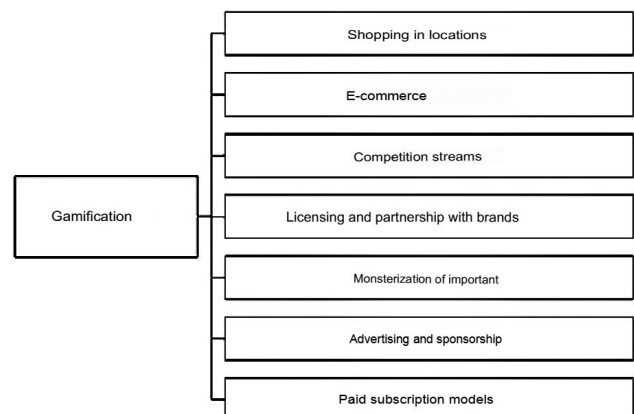 Shopping in locations
E-commerce
Competition streams
Gamification
Licensing and partnership with brands
Monsterization of important
Advertising and sponsorship
Paid subscription models